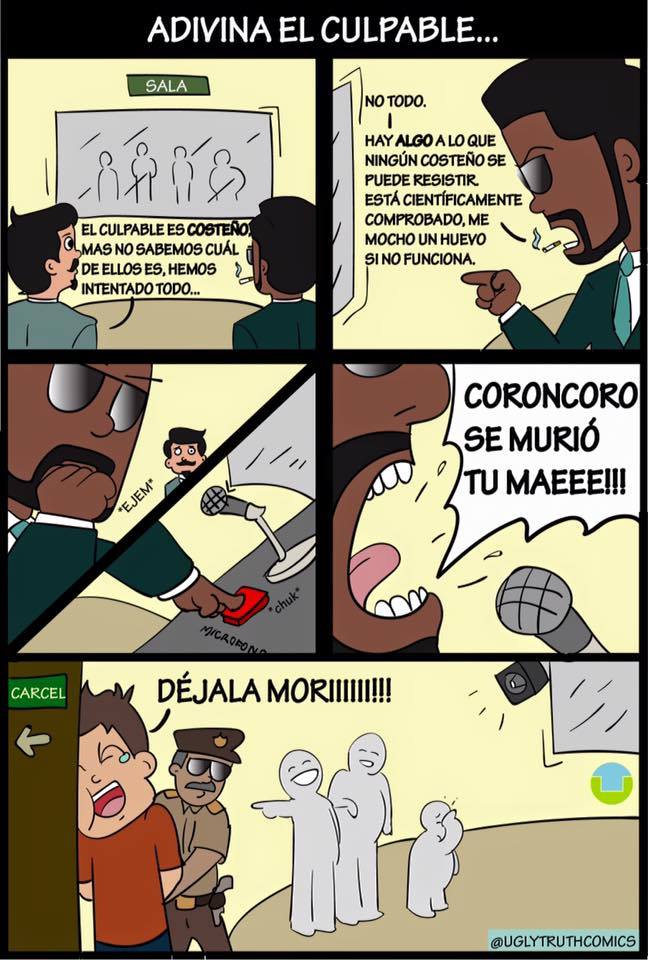 ADIVINA EL CULPABLE...
SALA
EL CULPABLE ES COSTEÑO,
MAS NO SABEMOS CUÁL
DE ELLOS ES, HEMOS
INTENTADO TODO...
NO TODO.
HAY ALGO A LO QUE
NINGÚN COSTEÑO SE
PUEDE RESISTIR.
ESTÁ CIENTÍFICAMENTE
COMPROBADO, ME
MOCHO UN HUEVO
SI NO FUNCIONA.
*EJEM*
*chuk*
MICROFONO
CORONCORO
SE MURIÓ
TU MAEEE!!!
CARCEL
DÉJALA MORIIIIII!!!
@UGLYTRUTHCOMICS